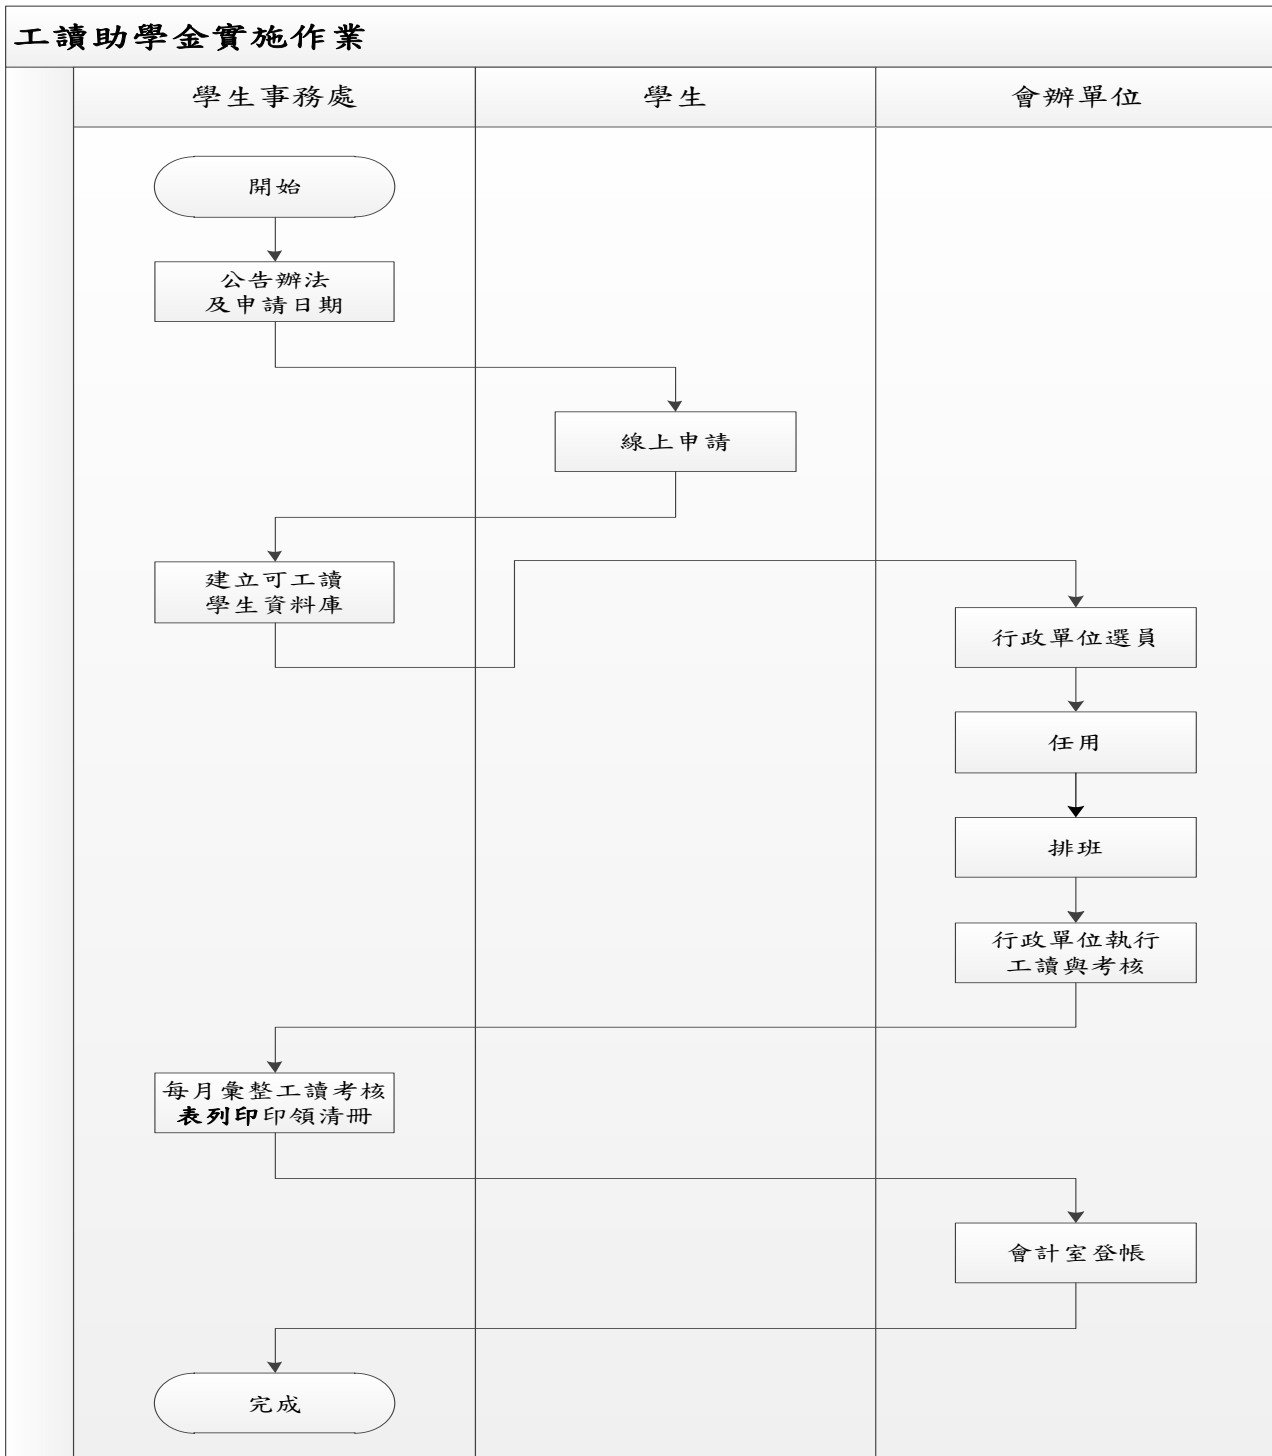 工讀助學金實施作業
學生事務處
學生
會辦單位
開始
公告辦法
及申請日期
線上申請
建立可工讀
學生資料庫
行政單位選員
任用
排班
行政單位執行
工讀與考核
每月彙整工讀考核
表列印印領清冊
會計室登帳
完成